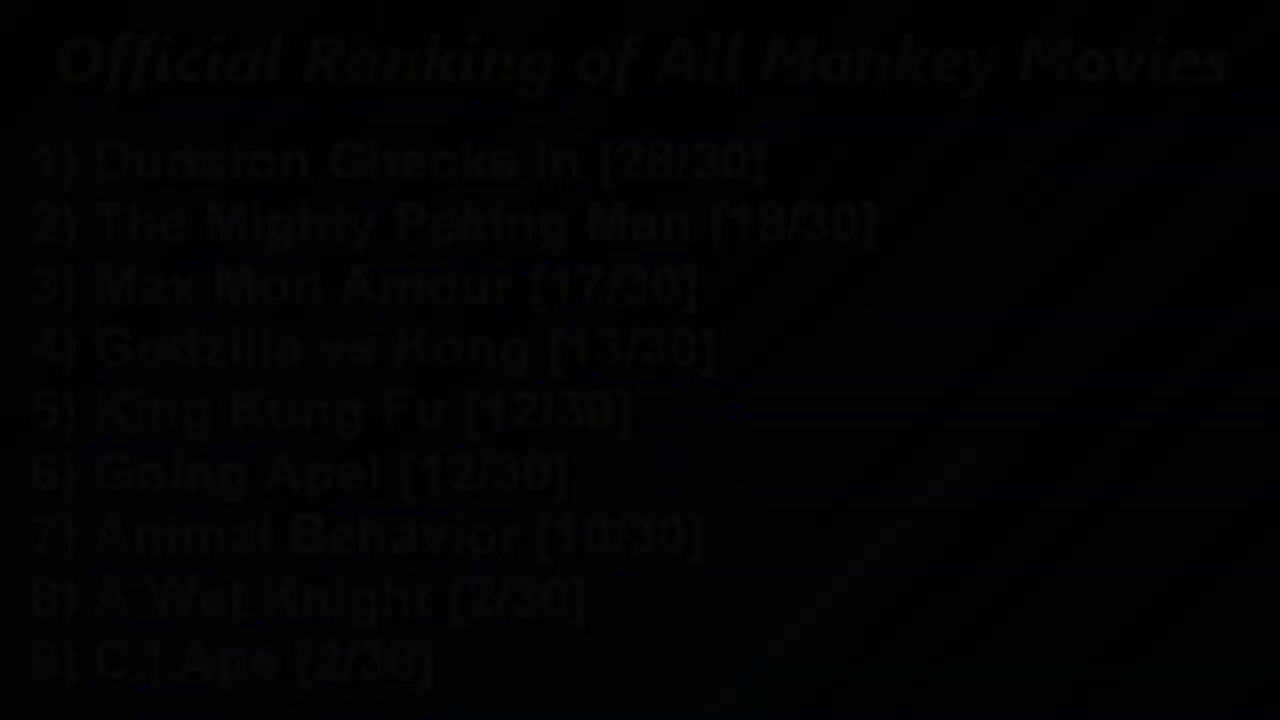 Official Ranking of All Mankey Movies
1) Dunston Checks In [28/30]
2) The Mighty Peking Man [18/30]
3) Max Mon Amour [17/30]
4) Godzilla vs Kong [13/30]
5) King Kung Fu [12/30]
6) Going Ape! [12/30]
7) Animal Behavior [10/30]
8) A Wet Knight [2/30]
9) C.I.Ape [2/30]